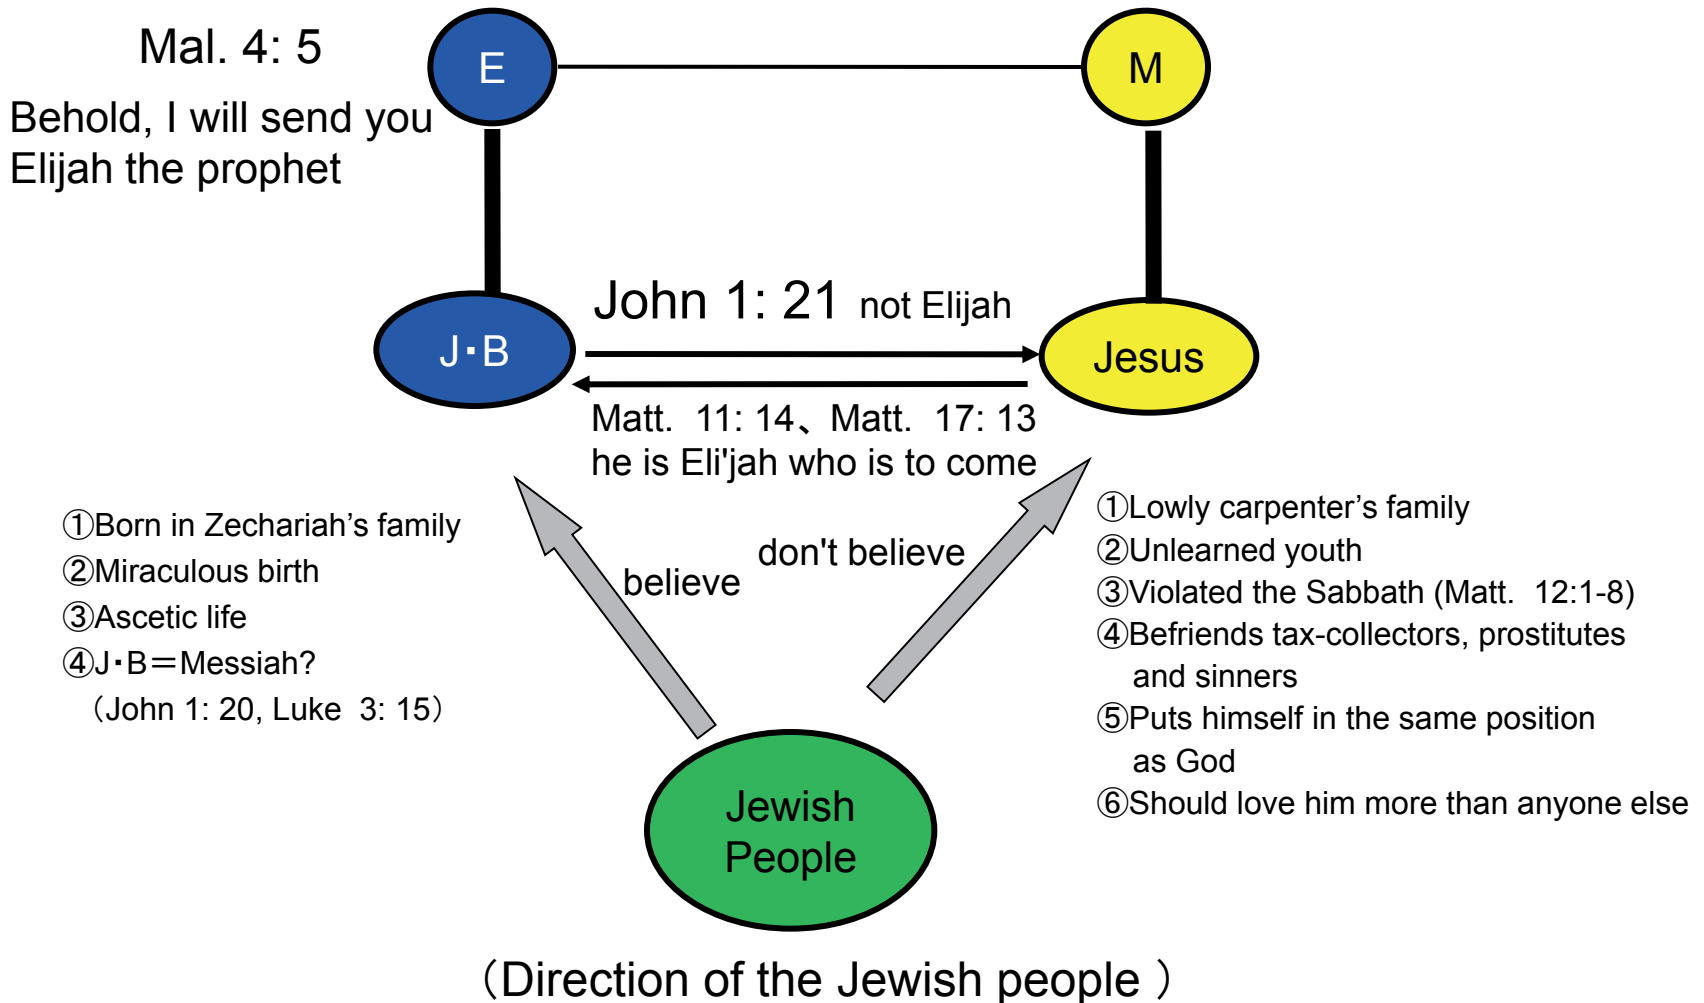 Mal. 4: 5
Behold, I will send you
Elijah the prophet
E
M
John 1: 21 not Elijah
J・B
Jesus
Matt. 11: 14、Matt. 17: 13
he is Eli'jah who is to come
①Born in Zechariah’s family
②Miraculous birth
③Ascetic life
④J・B＝Messiah?
（John 1: 20, Luke 3: 15）
believe
don't believe
①Lowly carpenter’s family
②Unlearned youth
③Violated the Sabbath (Matt. 12:1-8)
④Befriends tax-collectors, prostitutes
and sinners
⑤Puts himself in the same position
as God
⑥Should love him more than anyone else
Jewish
People
（Direction of the Jewish people ）